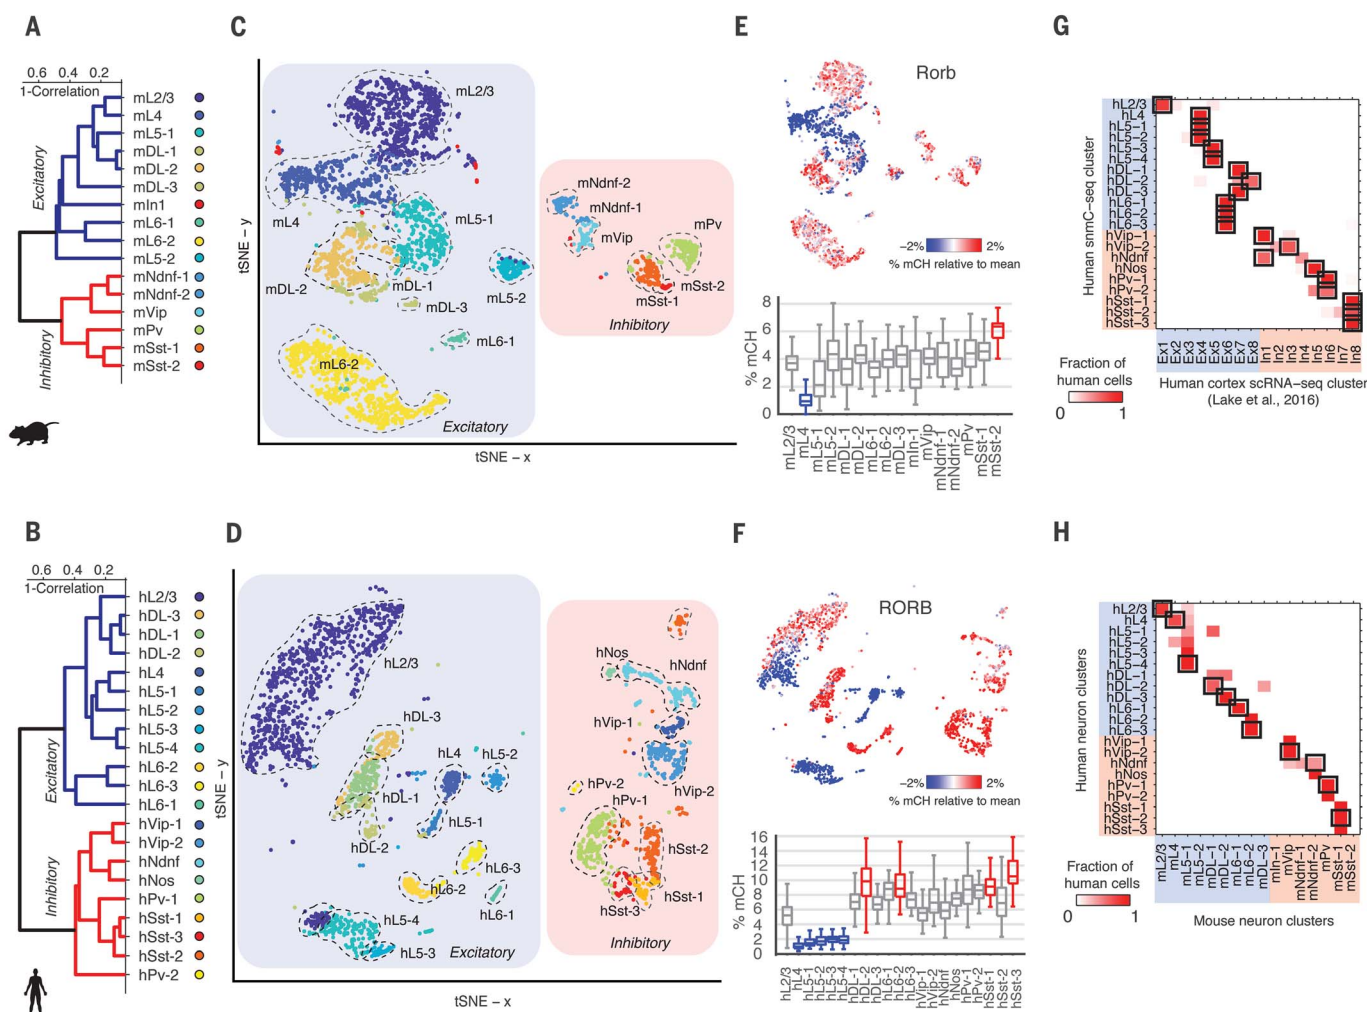 A
0.6 0.4 0.2
1-Correlation
mL2/3
mL4
mL5-1
mDL-1
mDL-2
mDL-3
mIn1
mL6-1
mL6-2
mL5-2
mNdnf-1
mNdnf-2
mVip
mPv
mSst-1
mSst-2
Excitatory
Inhibitory
C
mL2/3
mL4
mL5-1
mDL-2
mDL-1
mDL-3
mL5-2
mL6-1
mL6-2
Excitatory
mNdnf-2
mNdnf-1
mVip
mPv
mSst-2
mSst-1
Inhibitory
tSNE – y
tSNE – x
E
Rorb
−2% 2%
% mCH relative to mean
8
6
4
2
0
% mCH
mL2/3
mL4
mL5-1
mL5-2
mDL-1
mDL-2
mL6-1
mL6-2
mDL-3
mIn-1
mVip
mNdnf-1
mNdnf-2
mPv
mSst-1
mSst-2
G
Human snmC-seq cluster
hL2/3
hL4
hL5-1
hL5-2
hL5-3
hL5-4
hDL-1
hDL-2
hDL-3
hL6-1
hL6-2
hL6-3
hVip-1
hVip-2
hNdnf
hNos
hPv-1
hPv-2
hSst-1
hSst-2
hSst-3
Ex1
Ex2
Ex3
Ex4
Ex5
Ex6
Ex7
Ex8
In1
In2
In3
In4
In5
In6
In7
In8
Fraction of
human cells
0 1
Human cortex scRNA−seq cluster
(Lake et al., 2016)
B
0.6 0.4 0.2
1-Correlation
hL2/3
hDL-3
hDL-1
hDL-2
hL4
hL5-1
hL5-2
hL5-3
hL5-4
hL6-2
hL6-3
hL6-1
hVip-1
hVip-2
hNdnf
hNos
hPv-1
hSst-1
hSst-3
hSst-2
hPv-2
Excitatory
Inhibitory
D
hL2/3
hDL-3
hL4
hL5-2
hDL-1
hL5-1
hDL-2
hL6-3
hL6-2
hL6-1
hL5-4
hL5-3
Excitatory
hNos
hNdnf
hVip-1
hVip-2
hPv-2
hPv-1
hSst-2
hSst-1
hSst-3
Inhibitory
tSNE – y
tSNE – x
F
RORB
−2% 2%
% mCH relative to mean
16
14
12
10
8
6
4
2
0
% mCH
hL2/3
hL4
hL5-1
hL5-2
hL5-3
hL5-4
hDL-1
hDL-2
hDL-3
hL6-1
hL6-2
hL6-3
hVip-1
hVip-2
hNdnf
hNos
hPv-1
hPv-2
hSst-1
hSst-2
hSst-3
H
Human neuron clusters
hL2/3
hL4
hL5-1
hL5-2
hL5-3
hL5-4
hDL-1
hDL-2
hDL-3
hL6-1
hL6-2
hL6-3
hVip-1
hVip-2
hNdnf
hNos
hPv-1
hPv-2
hSst-1
hSst-2
hSst-3
mL2/3
mL4
mL5-1
mL5-2
mDL-1
mDL-2
mL6-1
mL6-2
mDL-3
mIn-1
mVip
mNdnf-1
mNdnf-2
mPv
mSst-1
mSst-2
Fraction of
human cells
0 1
Mouse neuron clusters